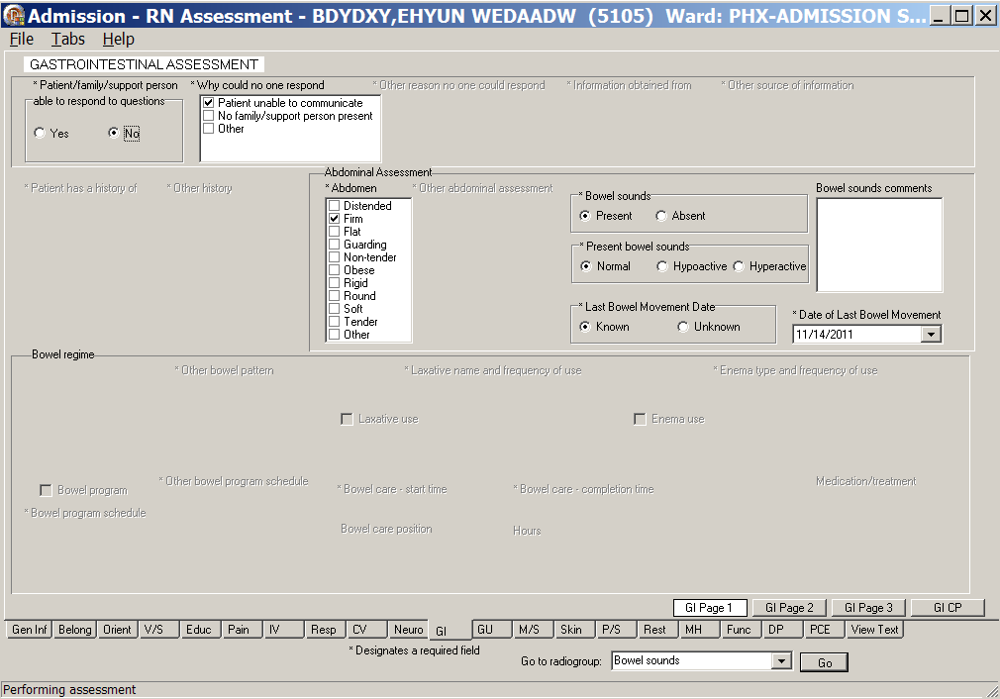 Admission - RN Assessment - BDYDXY,EHYUN WEDAADW (5105) Ward: PHX-ADMISSION S...
File Tabs Help
GASTROINTESTINAL ASSESSMENT
* Patient/family/support person
able to respond to questions
Yes No
* Why could no one respond
Patient unable to communicate
No family/support person present
Other
* Other reason no one could respond
* Information obtained from
* Other source of information
* Patient has a history of
* Other history
Abdominal Assessment
* Abdomen
Distended
Firm
Flat
Guarding
Non-tender
Obese
Rigid
Round
Soft
Tender
Other
* Other abdominal assessment
* Bowel sounds
Present Absent
* Present bowel sounds
Normal Hypoactive Hyperactive
* Last Bowel Movement Date
Known Unknown
Bowel sounds comments
* Date of Last Bowel Movement
11/14/2011
Bowel regime
* Other bowel pattern
* Laxative name and frequency of use
* Enema type and frequency of use
Laxative use
Enema use
Bowel program
* Other bowel program schedule
* Bowel care - start time
* Bowel care - completion time
Medication/treatment
* Bowel program schedule
Bowel care position
Hours
GI Page 1 GI Page 2 GI Page 3 GI CP
Gen Inf Belong Orient V/S Educ Pain IV Resp CV Neuro GI GU M/S Skin P/S Rest MH Func DP PCE View Text
* Designates a required field
Go to radiogroup: Bowel sounds Go
Performing assessment